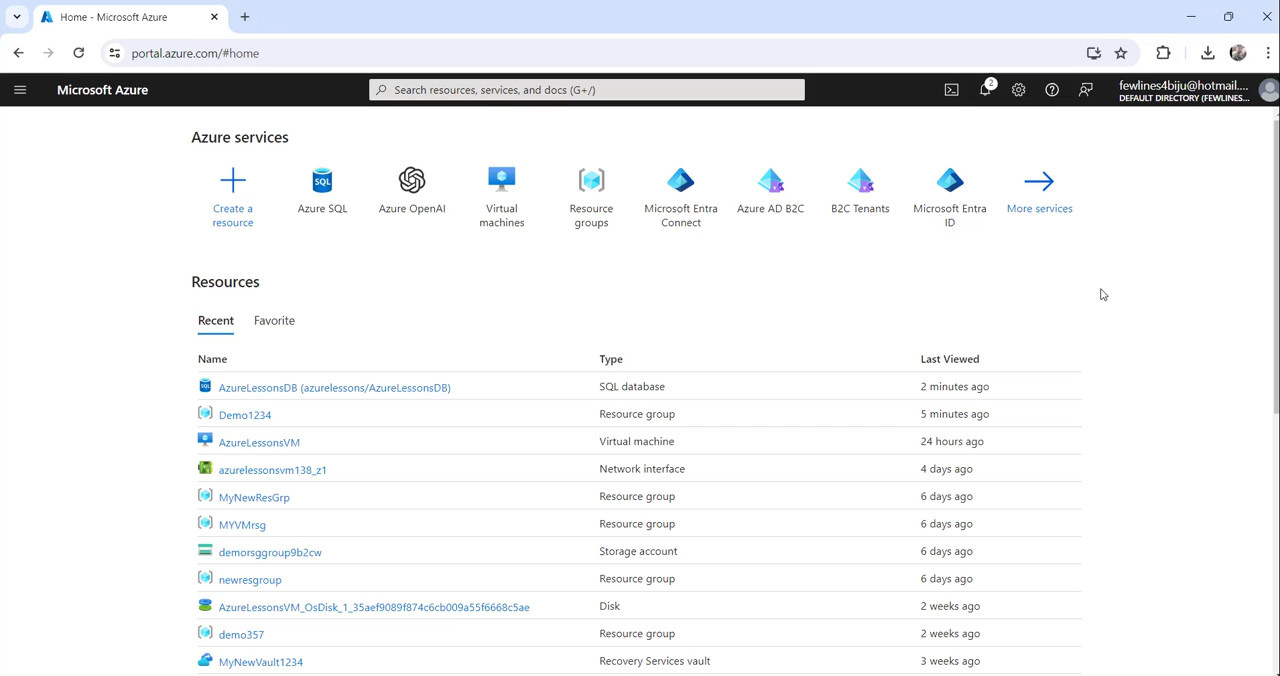 Home - Microsoft Azure
portal.azure.com/#home
Microsoft Azure
Search resources, services, and docs (G+/)
2
fewlines4biju@hotmail....
DEFAULT DIRECTORY (FEWLINES...
Azure services
Create a resource
SQL
Azure SQL
Azure OpenAI
Virtual machines
Resource groups
Microsoft Entra Connect
Azure AD B2C
B2C Tenants
Microsoft Entra ID
More services
Resources
Recent Favorite
Name Type Last Viewed
AzureLessonsDB (azurelessons/AzureLessonsDB) SQL database 2 minutes ago
Demo1234 Resource group 5 minutes ago
AzureLessonsVM Virtual machine 24 hours ago
azurelessonsvm138_z1 Network interface 4 days ago
MyNewResGrp Resource group 6 days ago
MYVMrsg Resource group 6 days ago
demorsggroup9b2cw Storage account 6 days ago
newresgroup Resource group 6 days ago
AzureLessonsVM_OsDisk_1_35aef9089f874c6cb009a55f6668c5ae Disk 2 weeks ago
demo357 Resource group 2 weeks ago
MyNewVault1234 Recovery Services vault 3 weeks ago